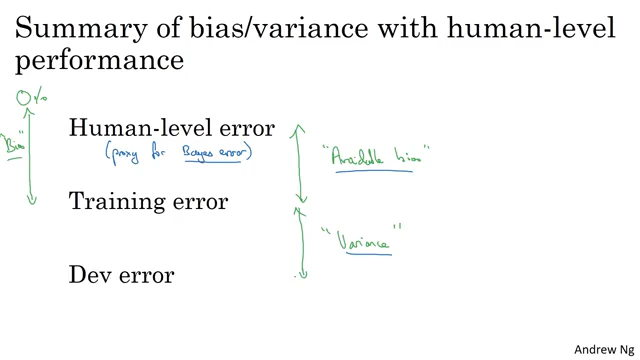 Summary of bias/variance with human-level
performance
0%
Human-level error
(proxy for Bayes error)
"Bias"
"Avoidable bias"
Training error
"Variance"
Dev error
Andrew Ng